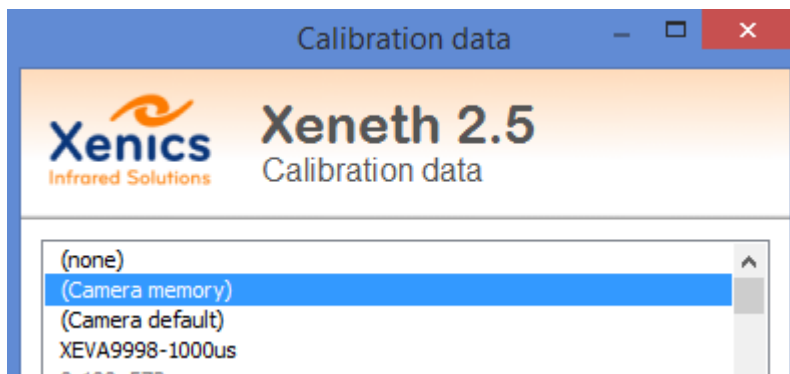 Calibration data
Xenics
Infrared Solutions
Xeneth 2.5
Calibration data
(none)
(Camera memory)
(Camera default)
XEVA9998-1000us